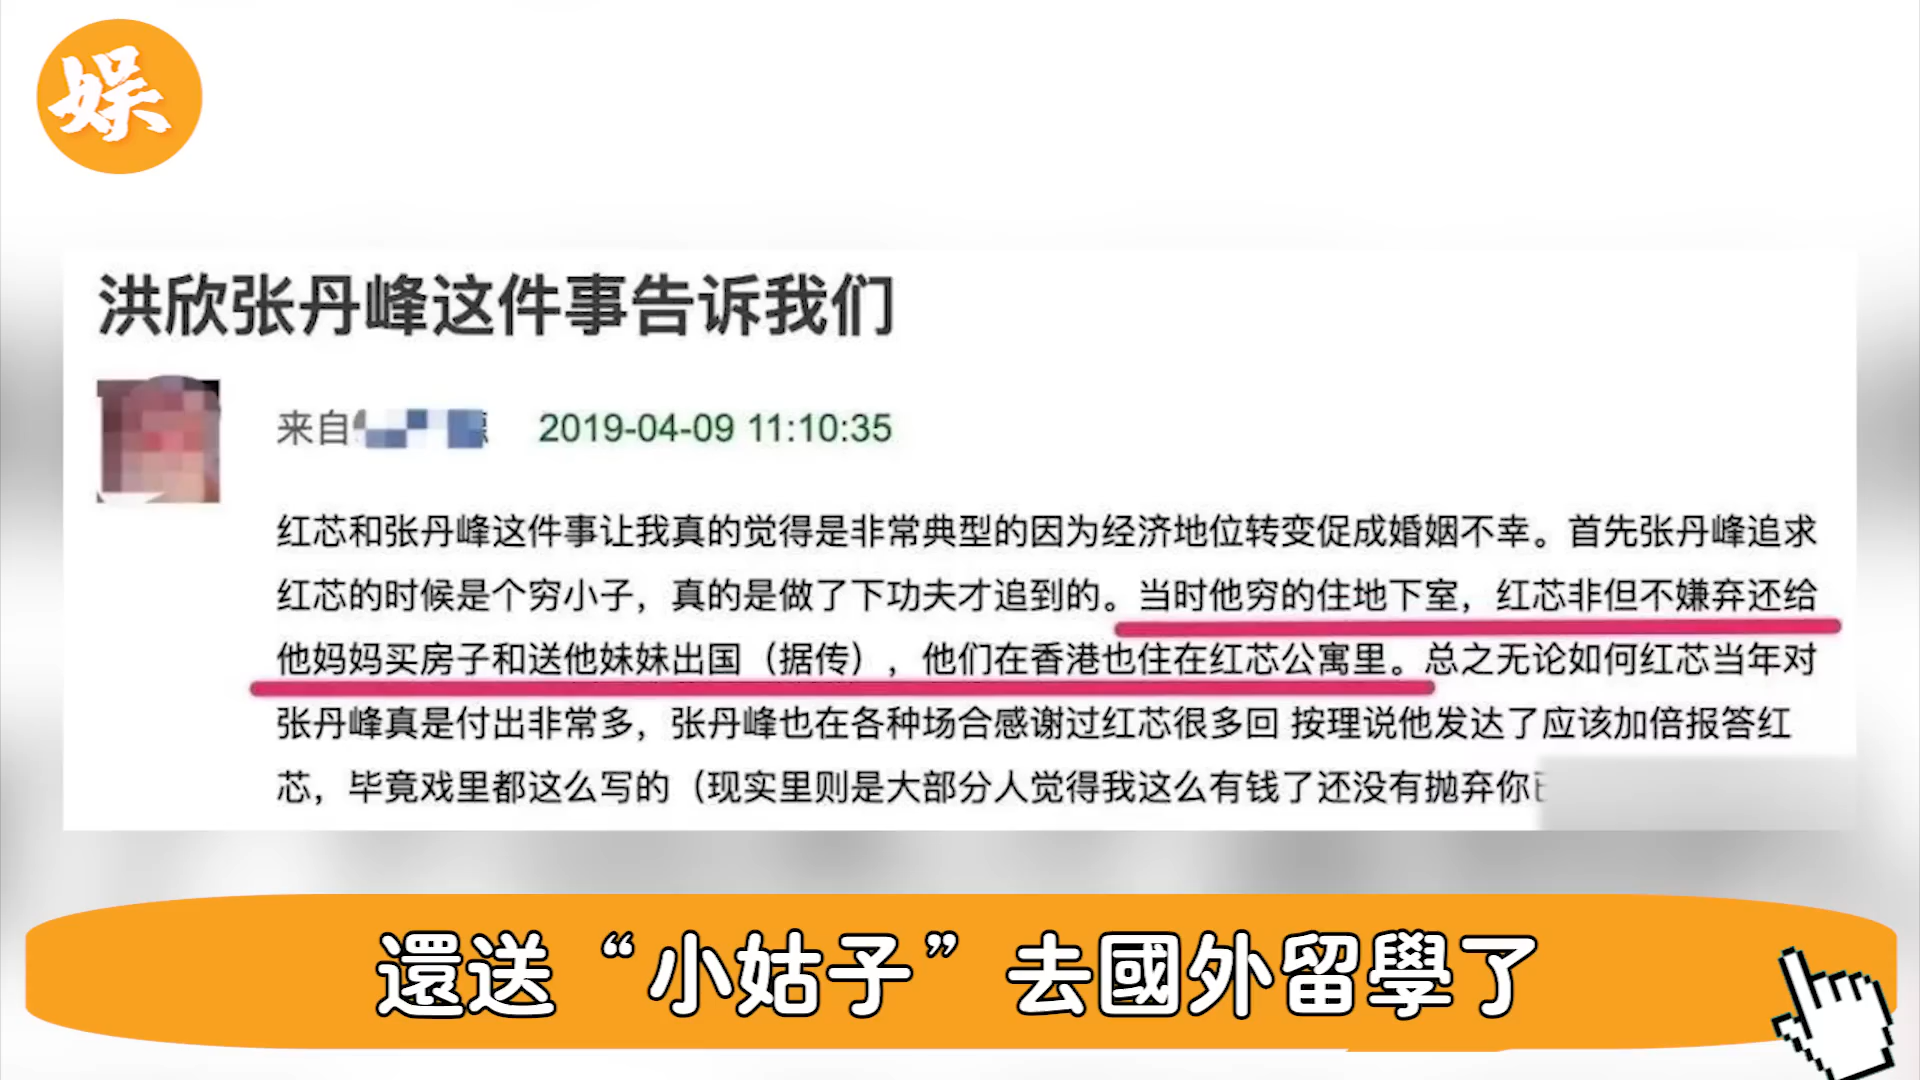 娱
洪欣张丹峰这件事告诉我们
来自 2019-04-09 11:10:35
红芯和张丹峰这件事让我真的觉得是非常典型的因为经济地位转变促成婚姻不幸。首先张丹峰追求
红芯的时候是个穷小子，真的是做了下功夫才追到的。当时他穷的住地下室，红芯非但不嫌弃还给
他妈妈买房子和送他妹妹出国（据传），他们在香港也住在红芯公寓里。总之无论如何红芯当年对
张丹峰真是付出非常多，张丹峰也在各种场合感谢过红芯很多回 按理说他发达了应该加倍报答红
芯，毕竟戏里都这么写的（现实里则是大部分人觉得我这么有钱了还没有抛弃你
還送“小姑子”去國外留學了